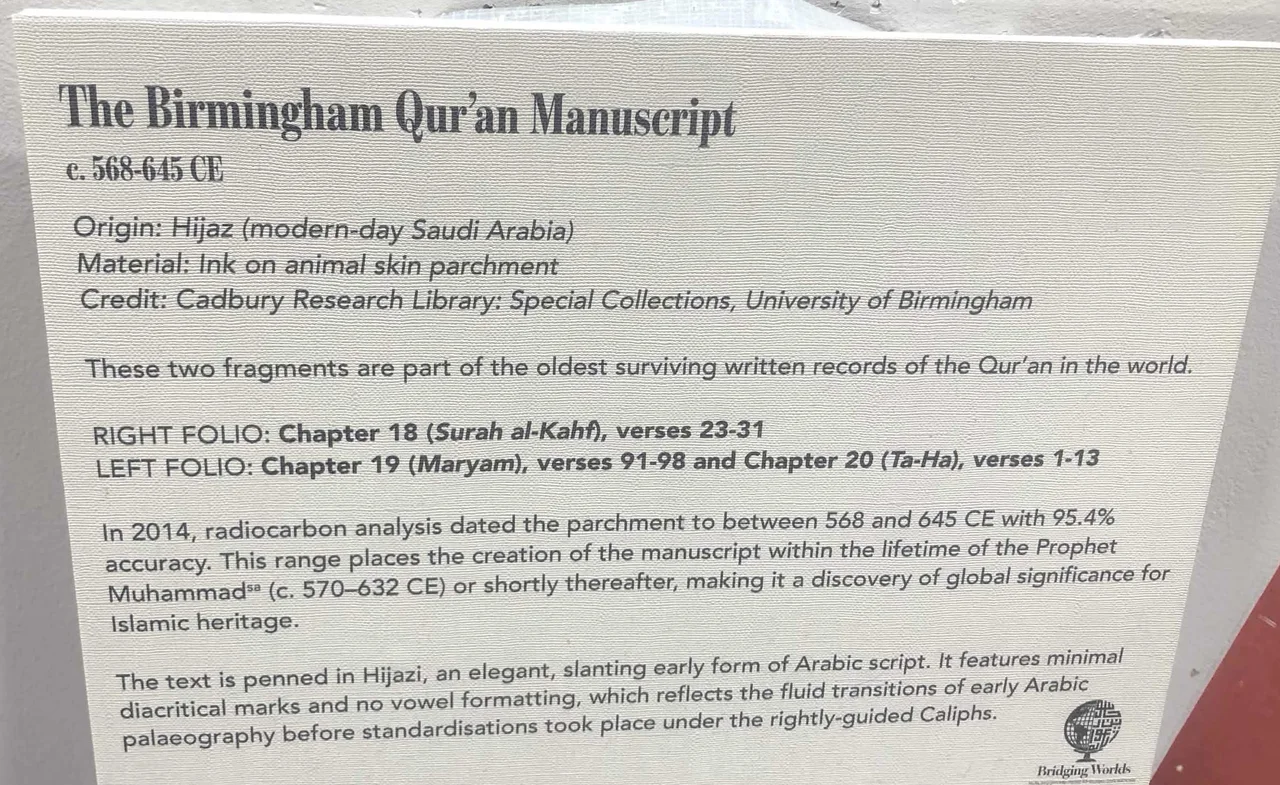 The Birmingham Qur'an Manuscript
c. 568-645 CE
Origin: Hijaz (modern-day Saudi Arabia)
Material: Ink on animal skin parchment
Credit: Cadbury Research Library: Special Collections, University of Birmingham
These two fragments are part of the oldest surviving written records of the Qur'an in the world.
RIGHT FOLIO: Chapter 18 (Surah al-Kahf), verses 23-31
LEFT FOLIO: Chapter 19 (Maryam), verses 91-98 and Chapter 20 (Ta-Ha), verses 1-13
In 2014, radiocarbon analysis dated the parchment to between 568 and 645 CE with 95.4%
accuracy. This range places the creation of the manuscript within the lifetime of the Prophet
Muhammadsa (c. 570–632 CE) or shortly thereafter, making it a discovery of global significance for
Islamic heritage.
The text is penned in Hijazi, an elegant, slanting early form of Arabic script. It features minimal
diacritical marks and no vowel formatting, which reflects the fluid transitions of early Arabic
palaeography before standardisations took place under the rightly-guided Caliphs.
Bridging Worlds